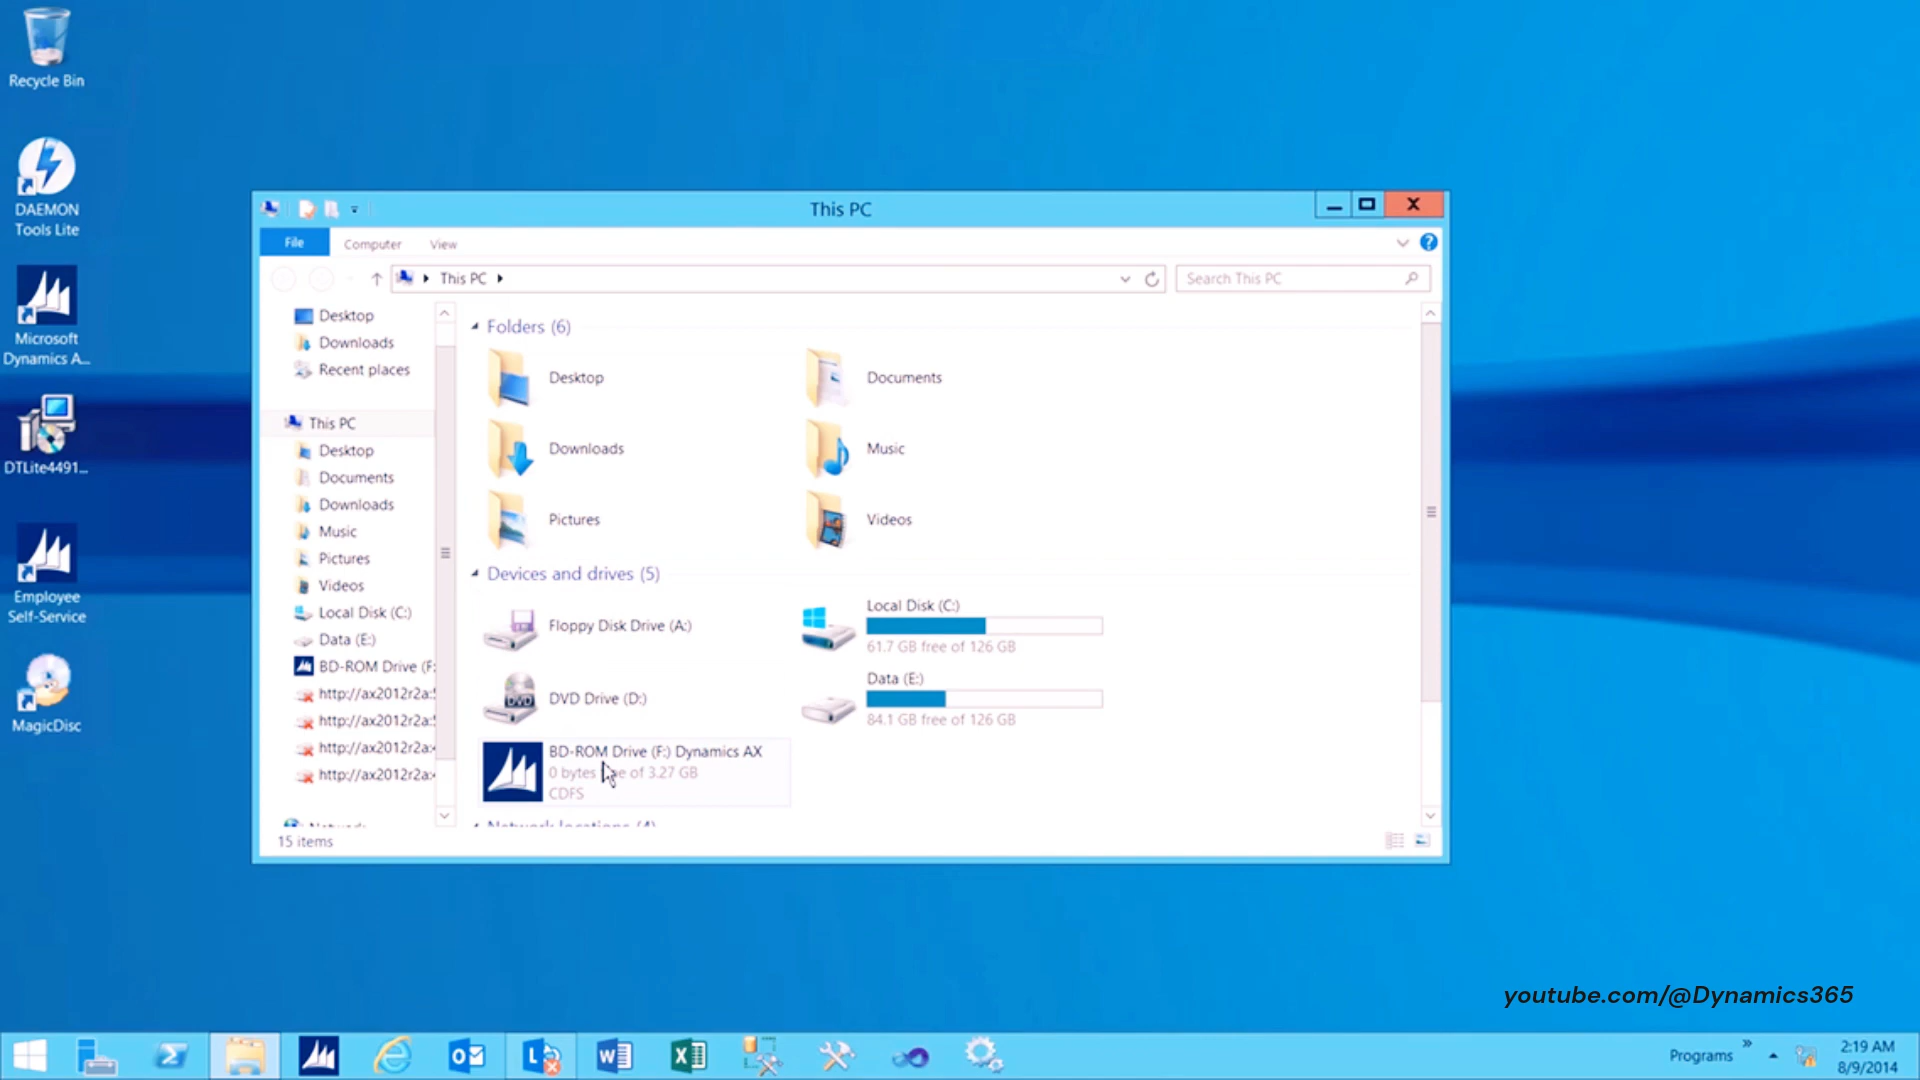 Recycle Bin
DAEMON
Tools Lite
Microsoft
Dynamics A...
DTLite4491...
Employee
Self-Service
MagicDisc
This PC
File
Computer
View
This PC
Search This PC
Desktop
Downloads
Recent places
This PC
Desktop
Documents
Downloads
Music
Pictures
Videos
Local Disk (C:)
Data (E:)
BD-ROM Drive (F:
http://ax2012r2a:
http://ax2012r2a:
http://ax2012r2a:
http://ax2012r2a:
Folders (6)
Desktop
Documents
Downloads
Music
Pictures
Videos
Devices and drives (5)
Floppy Disk Drive (A:)
Local Disk (C:)
61.7 GB free of 126 GB
DVD Drive (D:)
Data (E:)
84.1 GB free of 126 GB
BD-ROM Drive (F:) Dynamics AX
0 bytes of 3.27 GB
CDFS
Network locations (4)
15 items
youtube.com/@Dynamics365
Programs
2:19 AM
8/9/2014